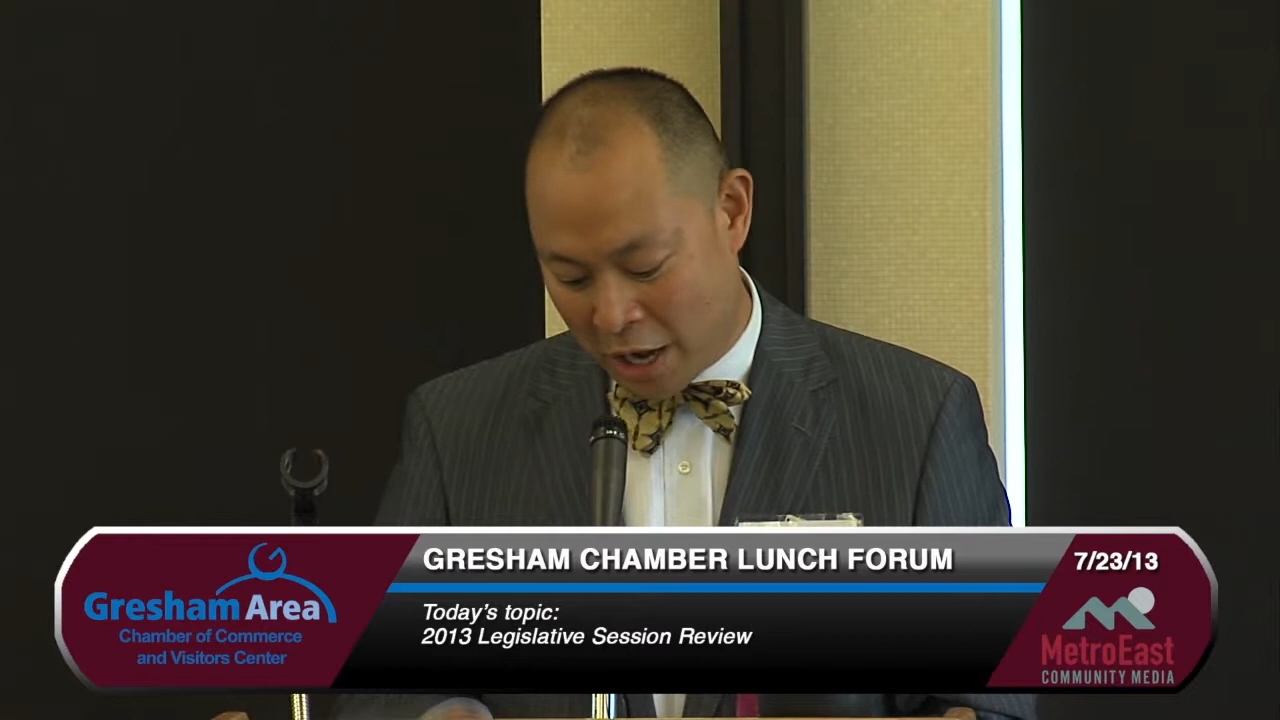 GRESHAM CHAMBER LUNCH FORUM
7/23/13
Gresham Area
Chamber of Commerce
and Visitors Center
Today's topic:
2013 Legislative Session Review
MetroEast
COMMUNITY MEDIA